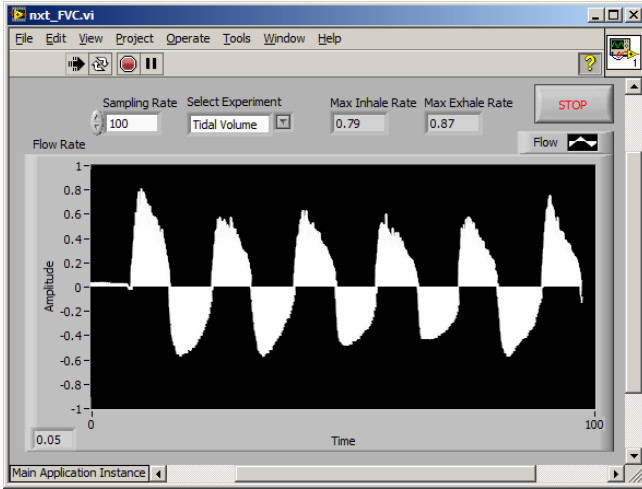 nxt_FVC.vi
File Edit View Project Operate Tools Window Help
1
Sampling Rate Select Experiment Max Inhale Rate Max Exhale Rate STOP
100 Tidal Volume 0.79 0.87
Flow Rate Flow
1
0.8
0.6
0.4
0.2
0
-0.2
-0.4
-0.6
-0.8
-1
Amplitude
0 100
0.05 Time
Main Application Instance